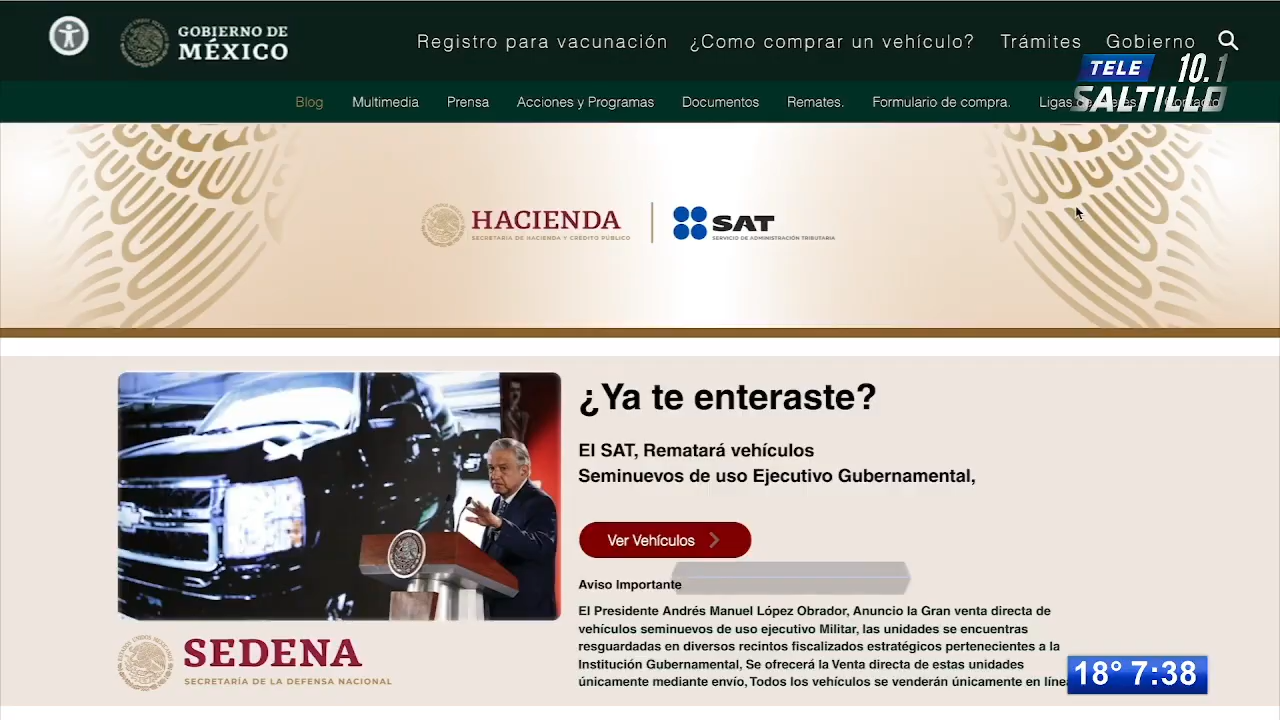 GOBIERNO DE
MÉXICO
Registro para vacunación ¿Como comprar un vehículo? Trámites Gobierno
TELE 10.1
SALTILLO
Blog Multimedia Prensa Acciones y Programas Documentos Remates. Formulario de compra. Ligas
HACIENDA
SECRETARÍA DE HACIENDA Y CRÉDITO PÚBLICO
SAT
SERVICIO DE ADMINISTRACIÓN TRIBUTARIA
¿Ya te enteraste?
El SAT, Rematará vehículos
Seminuevos de uso Ejecutivo Gubernamental,
Ver Vehículos
Aviso Importante
El Presidente Andrés Manuel López Obrador, Anuncio la Gran venta directa de
vehículos seminuevos de uso ejecutivo Militar, las unidades se encuentras
resguardadas en diversos recintos fiscalizados estratégicos pertenecientes a la
Institución Gubernamental, Se ofrecerá la Venta directa de estas unidades
únicamente mediante envío, Todos los vehículos se venderán únicamente en línea
SEDENA
SECRETARÍA DE LA DEFENSA NACIONAL
18° 7:38